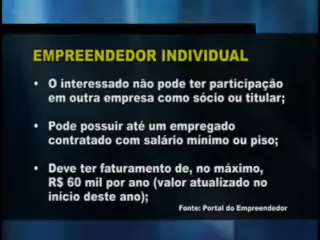 EMPREENDEDOR INDIVIDUAL
• O interessado não pode ter participação
em outra empresa como sócio ou titular;
• Pode possuir até um empregado
contratado com salário mínimo ou piso;
• Deve ter faturamento de, no máximo,
R$ 60 mil por ano (valor atualizado no
início deste ano);
Fonte: Portal do Empreendedor